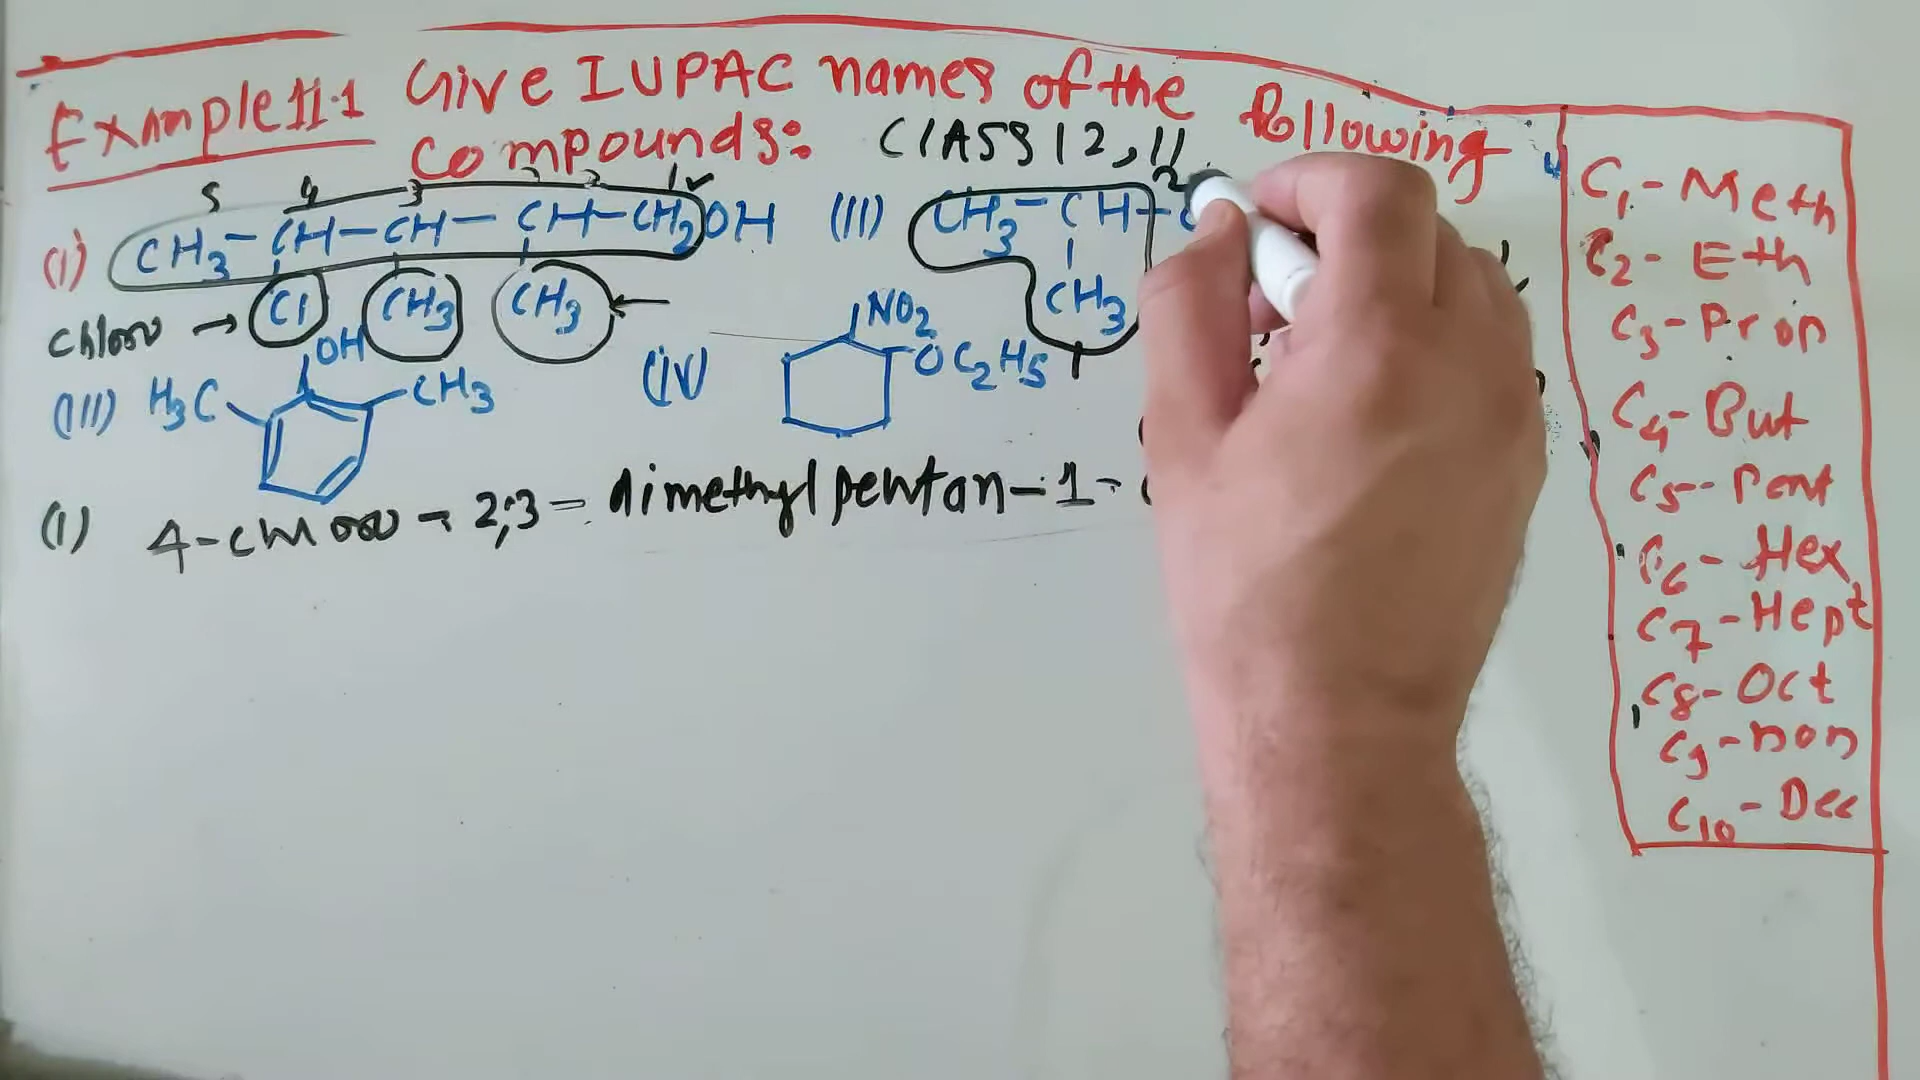 Example 11.1 Give IUPAC names of the following
Compounds: CLASS 12, 11
5 4 3 2 1
(I) CH3 - CH - CH - CH - CH2OH
Cl CH3 CH3
Chloro →
(II) CH3 - CH -
CH3
1 2
(III) H3C OH CH3
(IV) NO2
OC2H5
(I) 4-chloro - 2,3 - dimethylpentan-1-
C1 - Meth
C2 - Eth
C3 - Prop
C4 - But
C5 - Pent
C6 - Hex
C7 - Hept
C8 - Oct
C9 - non
C10 - Dec